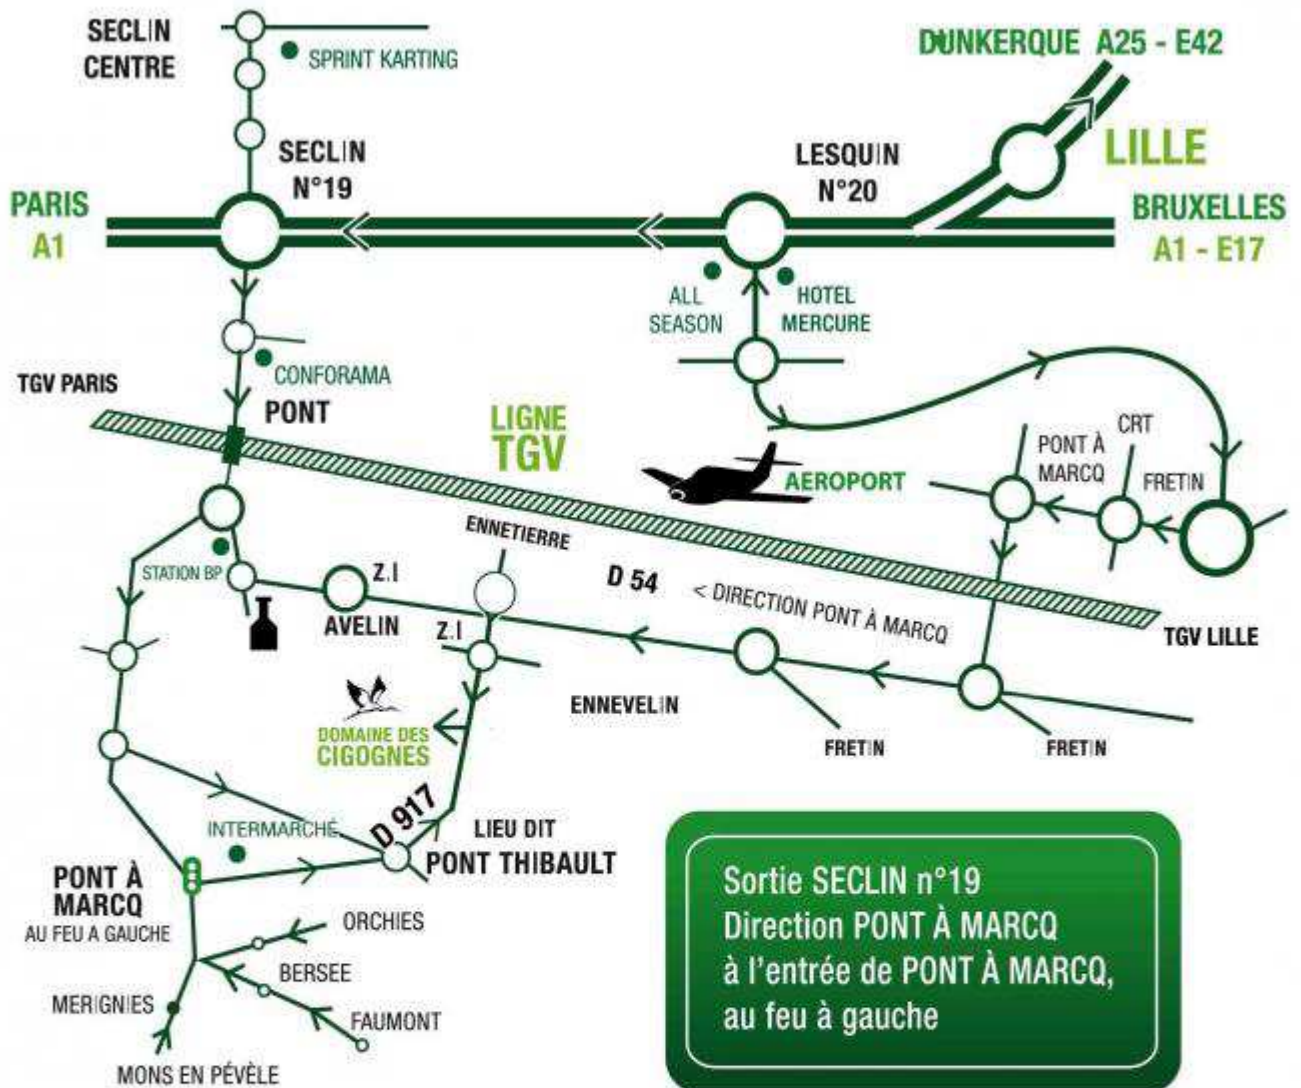 SECLIN
CENTRE
SPRINT KARTING
DUNKERQUE A25 - E42
LILLE
SECLIN
N°19
LESQUIN
N°20
PARIS
A1
BRUXELLES
A1 - E17
ALL
SEASON
HOTEL
MERCURE
CONFORAMA
TGV PARIS
PONT
LIGNE
TGV
AEROPORT
PONT À
MARCQ
CRT
FRETIN
ENNETIERRE
STATION BP
Z.I
AVELIN
D 54
< DIRECTION PONT À MARCQ
TGV LILLE
Z.I
ENNEVELIN
FRETIN
FRETIN
DOMAINE DES
CIGOGNES
D 917
INTERMARCHÉ
LIEU DIT
PONT THIBAULT
PONT À
MARCQ
AU FEU A GAUCHE
ORCHIES
BERSEE
MERIGNIES
FAUMONT
MONS EN PÉVÈLE
Sortie SECLIN n°19
Direction PONT À MARCQ
à l'entrée de PONT À MARCQ,
au feu à gauche